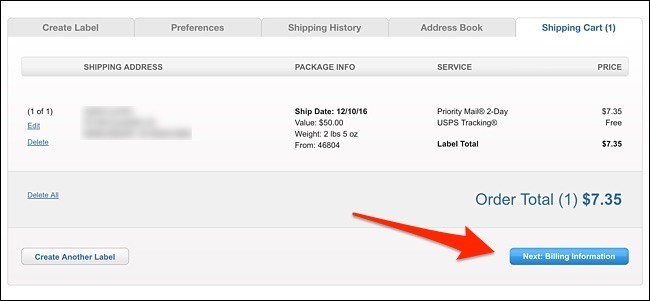 Create Label
Preferences
Shipping History
Address Book
Shipping Cart (1)
SHIPPING ADDRESS
PACKAGE INFO
SERVICE
PRICE
(1 of 1)
Edit
Delete
Ship Date: 12/10/16
Value: $50.00
Weight: 2 lbs 5 oz
From: 46804
Priority Mail® 2-Day
$7.35
USPS Tracking®
Free
Label Total
$7.35
Delete All
Order Total (1) $7.35
Create Another Label
Next: Billing Information